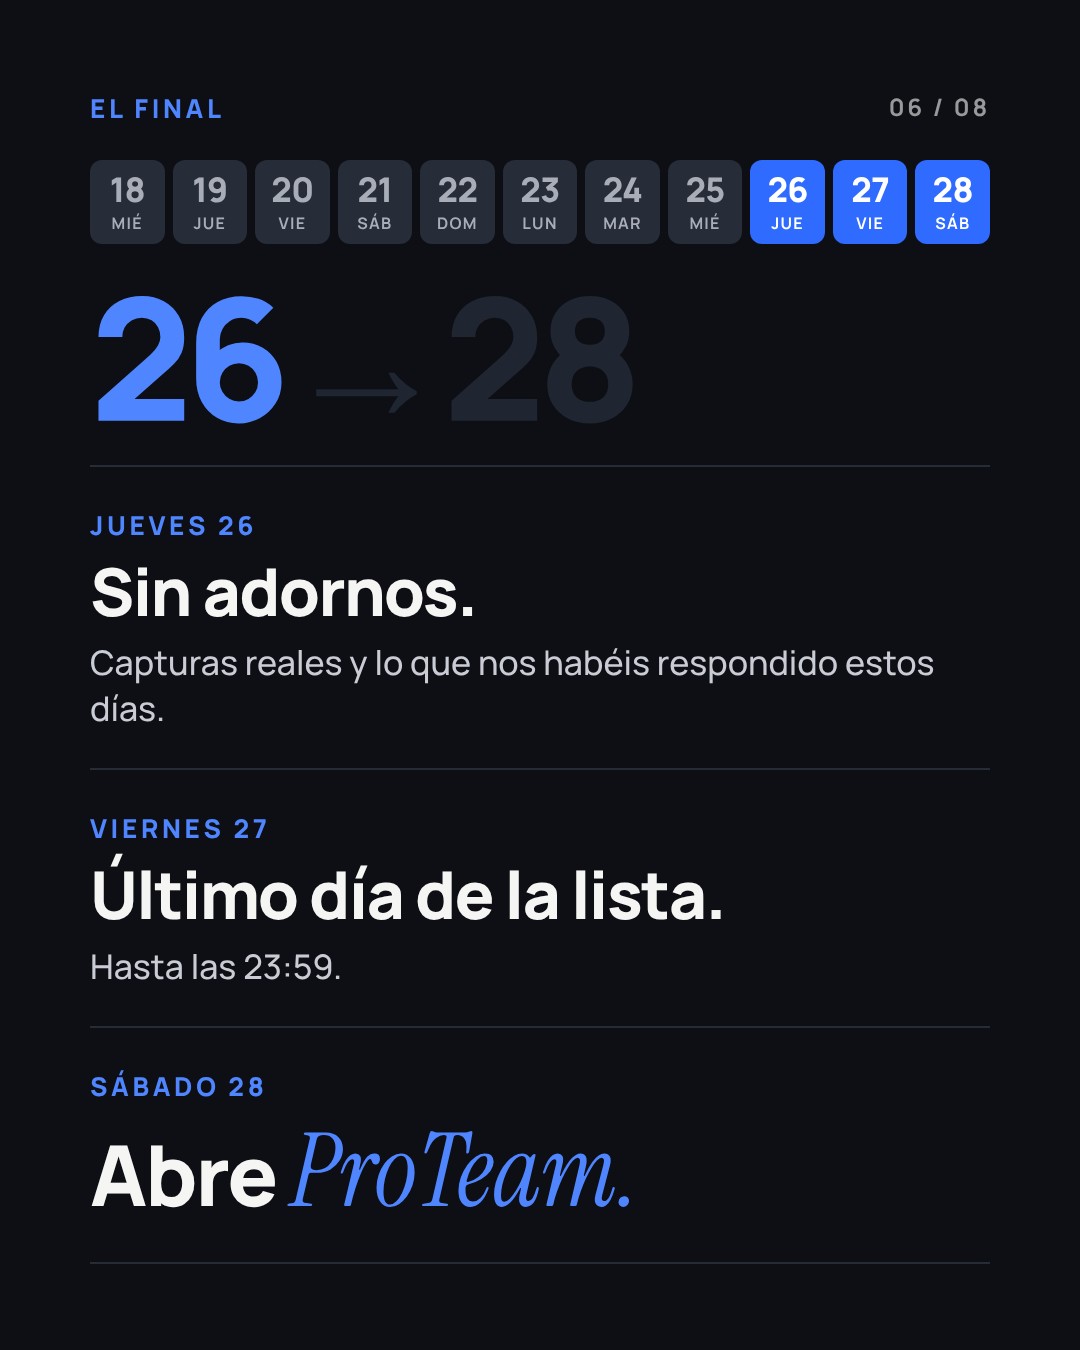 EL FINAL
06 / 08
18 19 20 21 22 23 24 25 26 27 28
MIÉ JUE VIE SÁB DOM LUN MAR MIÉ JUE VIE SÁB
26 → 28
JUEVES 26
Sin adornos.
Capturas reales y lo que nos habéis respondido estos
días.
VIERNES 27
Último día de la lista.
Hasta las 23:59.
SÁBADO 28
Abre ProTeam.